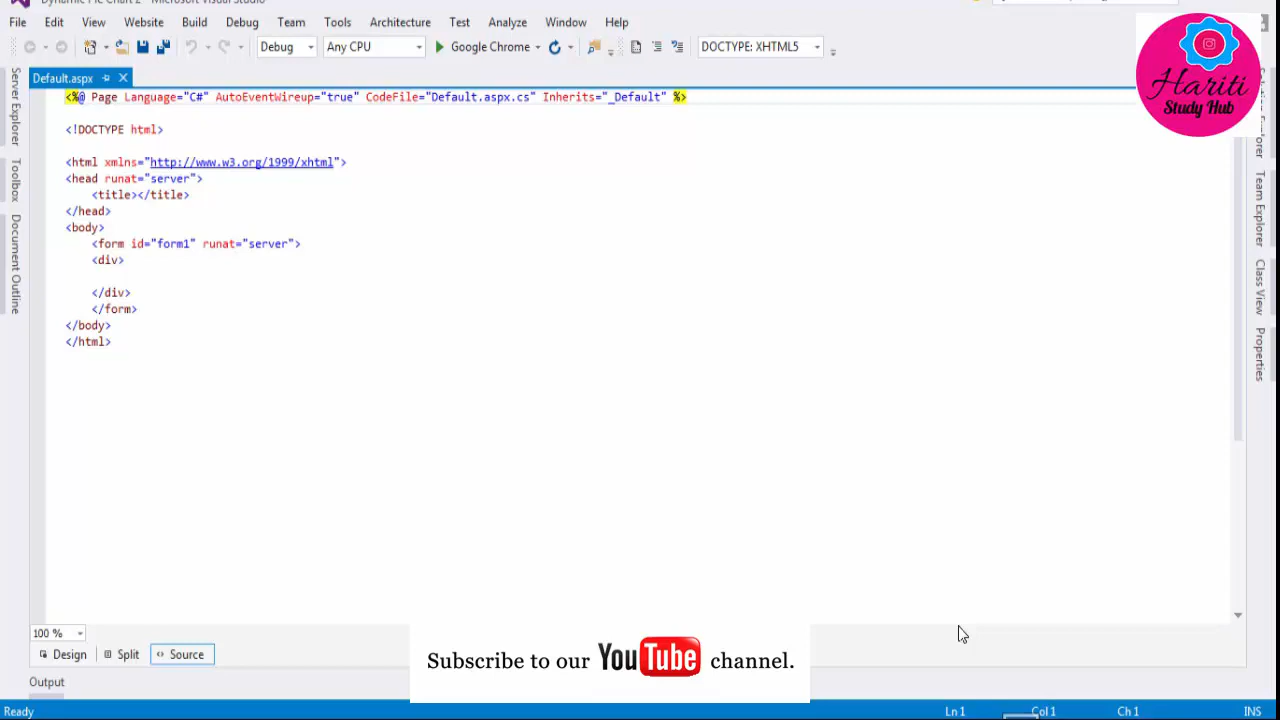 Dynamic Pie Chart 2 - Microsoft Visual Studio
File Edit View Website Build Debug Team Tools Architecture Test Analyze Window Help
Debug Any CPU Google Chrome DOCTYPE: XHTML5
Hariti
Study Hub
Default.aspx
Server Explorer
Toolbox
Document Outline
<%@ Page Language="C#" AutoEventWireup="true" CodeFile="Default.aspx.cs" Inherits="_Default" %>
<!DOCTYPE html>
<html xmlns="http://www.w3.org/1999/xhtml">
<head runat="server">
<title></title>
</head>
<body>
<form id="form1" runat="server">
<div>
</div>
</form>
</body>
</html>
Team Explorer
Class View
Properties
100 %
Design Split Source
Subscribe to our YouTube channel.
Output
Ready Ln 1 Col 1 Ch 1 INS